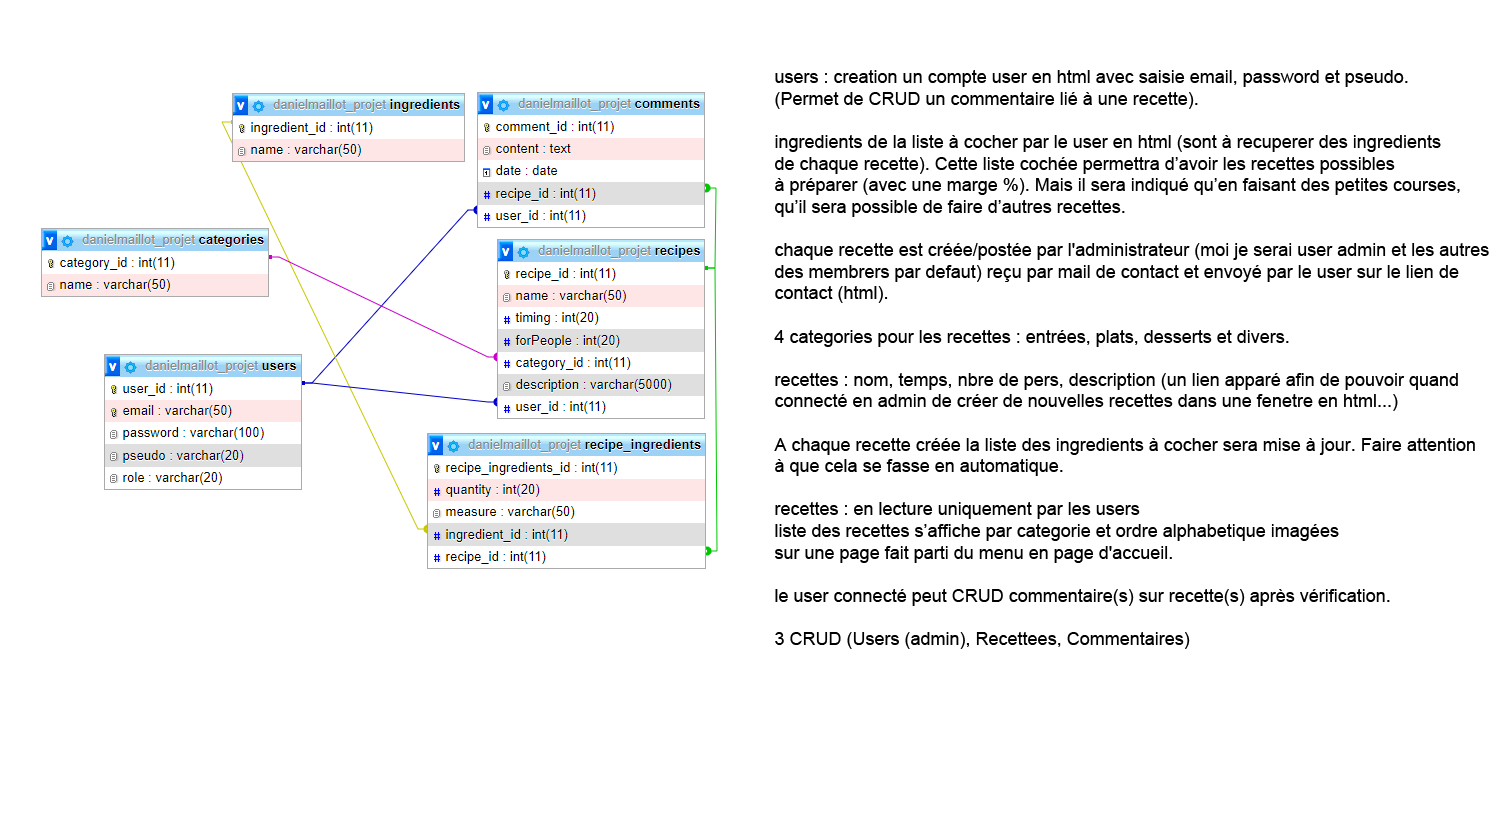 danielmaillot_projet ingredients
ingredient_id : int(11)
name : varchar(50)
danielmaillot_projet comments
comment_id : int(11)
content : text
date : date
recipe_id : int(11)
user_id : int(11)
danielmaillot_projet categories
category_id : int(11)
name : varchar(50)
danielmaillot_projet recipes
recipe_id : int(11)
name : varchar(50)
timing : int(20)
forPeople : int(20)
category_id : int(11)
description : varchar(5000)
user_id : int(11)
danielmaillot_projet users
user_id : int(11)
email : varchar(50)
password : varchar(100)
pseudo : varchar(20)
role : varchar(20)
danielmaillot_projet recipe_ingredients
recipe_ingredients_id : int(11)
quantity : int(20)
measure : varchar(50)
ingredient_id : int(11)
recipe_id : int(11)
users : creation un compte user en html avec saisie email, password et pseudo.
(Permet de CRUD un commentaire lié à une recette).
ingredients de la liste à cocher par le user en html (sont à recuperer des ingredients
de chaque recette). Cette liste cochée permettra d’avoir les recettes possibles
à préparer (avec une marge %). Mais il sera indiqué qu’en faisant des petites courses,
qu’il sera possible de faire d’autres recettes.
chaque recette est créée/postée par l'administrateur (moi je serai user admin et les autres
des membrers par defaut) reçu par mail de contact et envoyé par le user sur le lien de
contact (html).
4 categories pour les recettes : entrées, plats, desserts et divers.
recettes : nom, temps, nbre de pers, description (un lien apparé afin de pouvoir quand
connecté en admin de créer de nouvelles recettes dans une fenetre en html...)
A chaque recette créée la liste des ingredients à cocher sera mise à jour. Faire attention
à que cela se fasse en automatique.
recettes : en lecture uniquement par les users
liste des recettes s’affiche par categorie et ordre alphabetique imagées
sur une page fait parti du menu en page d'accueil.
le user connecté peut CRUD commentaire(s) sur recette(s) après vérification.
3 CRUD (Users (admin), Recettees, Commentaires)